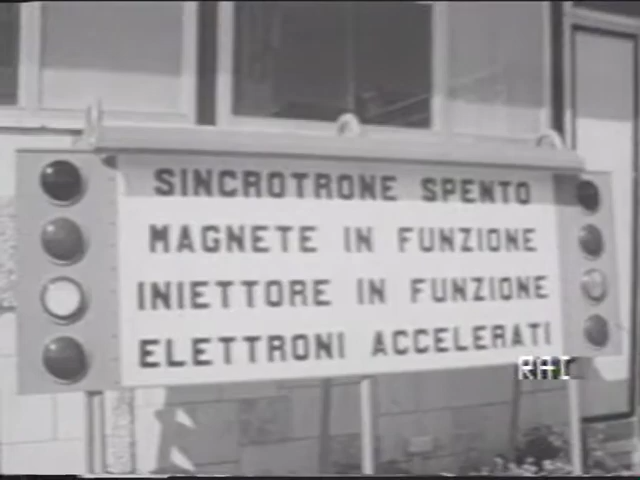 SINCROTRONE SPENTO
MAGNETE IN FUNZIONE
INIETTORE IN FUNZIONE
ELETTRONI ACCELERATI
RAI